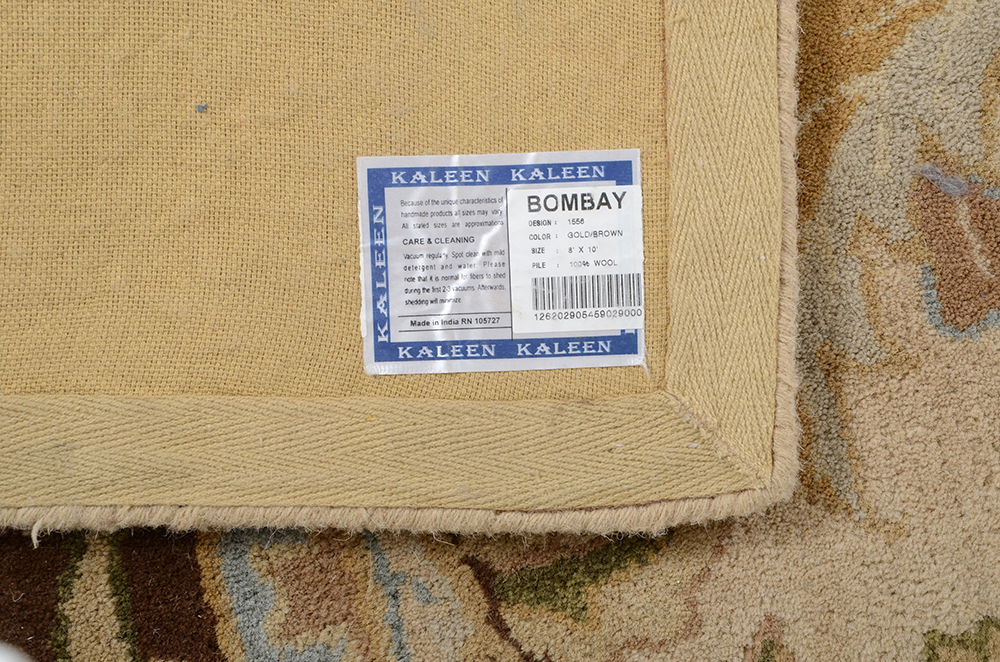 KALEEN KALEEN
KALEEN
Because of the unique characteristics of
handmade products all sizes may vary.
All stated sizes are approximations
CARE & CLEANING
Vacuum regularly. Spot clean with mild
detergent and water. Please
note that it is normal for fibers to shed
during the first 2-3 vacuums. Afterwards,
shedding will minimize.
Made in India RN 105727
BOMBAY
DESIGN : 1556
COLOR : GOLD/BROWN
SIZE : 8' X 10'
PILE : 100% WOOL
126202905459029000
KALEEN KALEEN